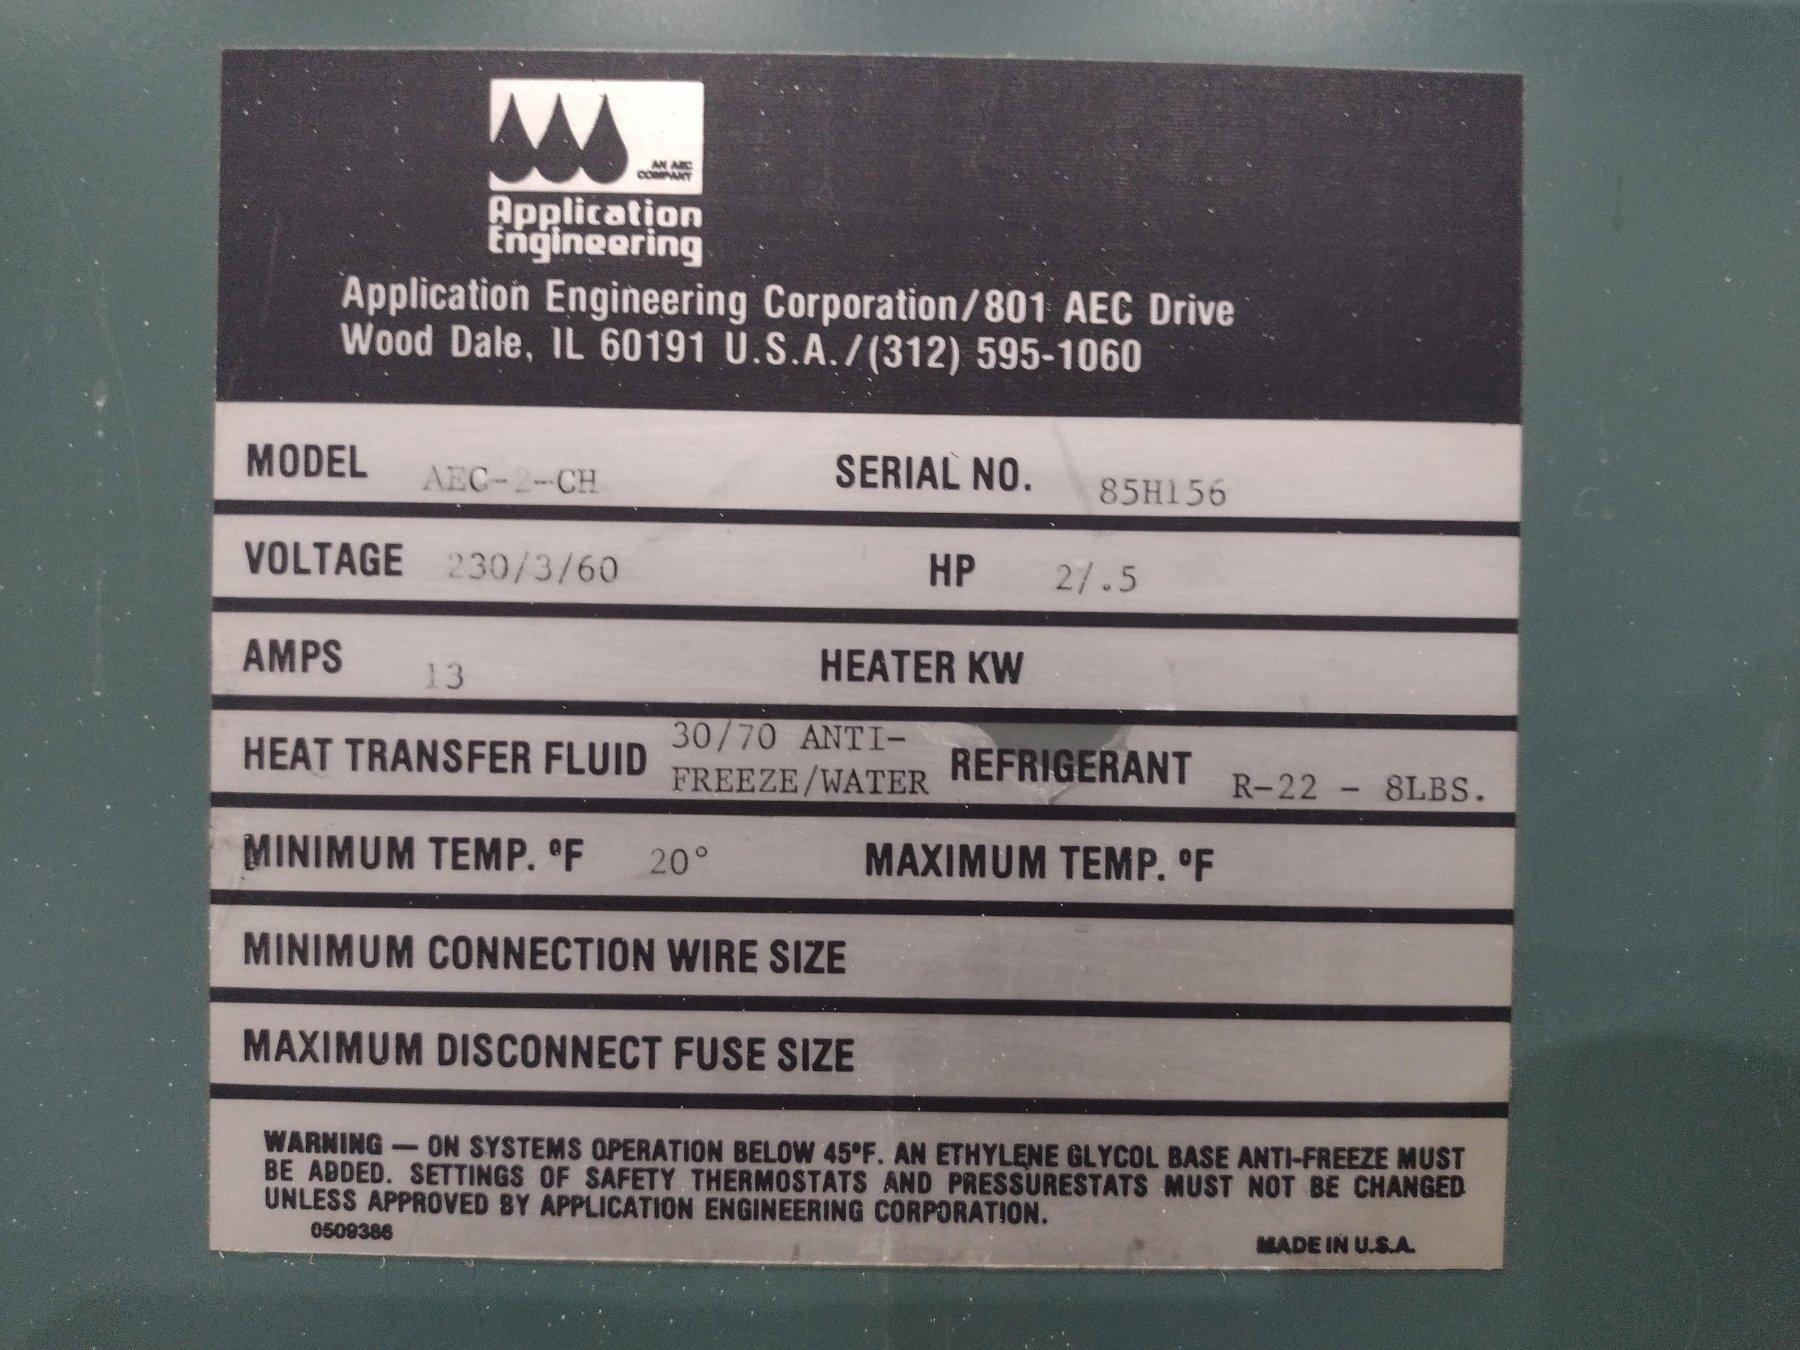 AN AEC
COMPANY
Application
Engineering
Application Engineering Corporation/801 AEC Drive
Wood Dale, IL 60191 U.S.A./(312) 595-1060
MODEL AEC-2-CH SERIAL NO. 85H156
VOLTAGE 230/3/60 HP 2/.5
AMPS 13 HEATER KW
HEAT TRANSFER FLUID 30/70 ANTI-
FREEZE/WATER REFRIGERANT R-22 - 8LBS.
MINIMUM TEMP. ºF 20° MAXIMUM TEMP. ºF
MINIMUM CONNECTION WIRE SIZE
MAXIMUM DISCONNECT FUSE SIZE
WARNING — ON SYSTEMS OPERATION BELOW 45ºF. AN ETHYLENE GLYCOL BASE ANTI-FREEZE MUST
BE ADDED. SETTINGS OF SAFETY THERMOSTATS AND PRESSURESTATS MUST NOT BE CHANGED
UNLESS APPROVED BY APPLICATION ENGINEERING CORPORATION.
0509386 MADE IN U.S.A.